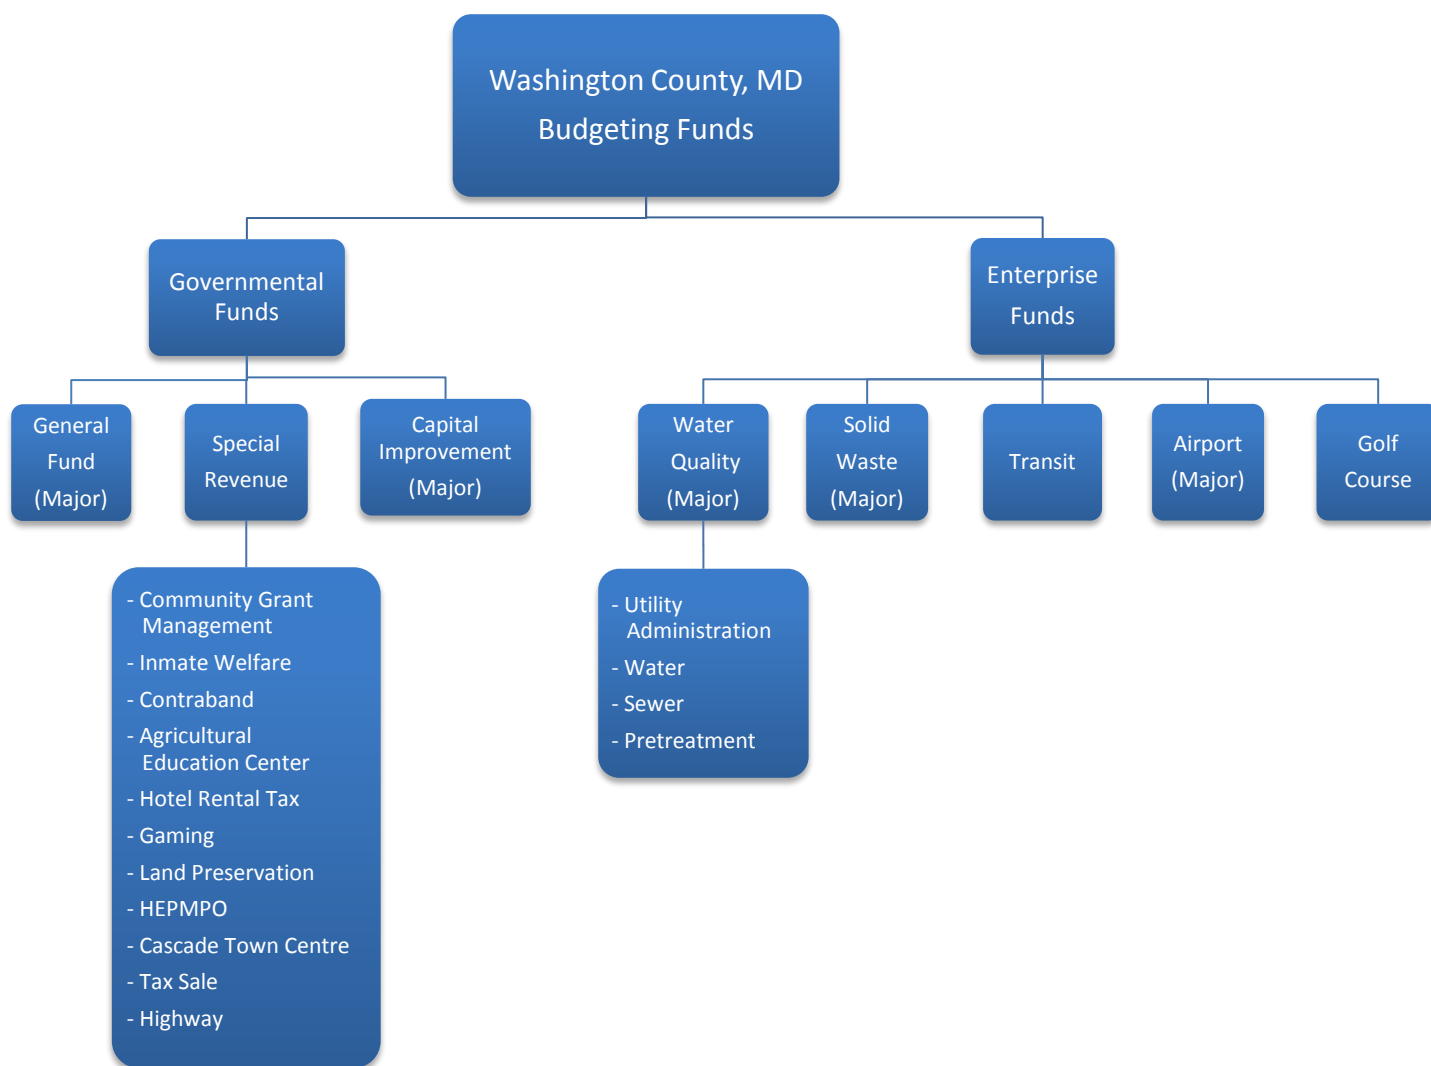 Washington County, MD
Budgeting Funds
Governmental
Funds
Enterprise
Funds
General
Fund
(Major)
Special
Revenue
Capital
Improvement
(Major)
Water
Quality
(Major)
Solid
Waste
(Major)
Transit
Airport
(Major)
Golf
Course
- Community Grant
Management
- Inmate Welfare
- Contraband
- Agricultural
Education Center
- Hotel Rental Tax
- Gaming
- Land Preservation
- HEPMPO
- Cascade Town Centre
- Tax Sale
- Highway
- Utility
Administration
- Water
- Sewer
- Pretreatment